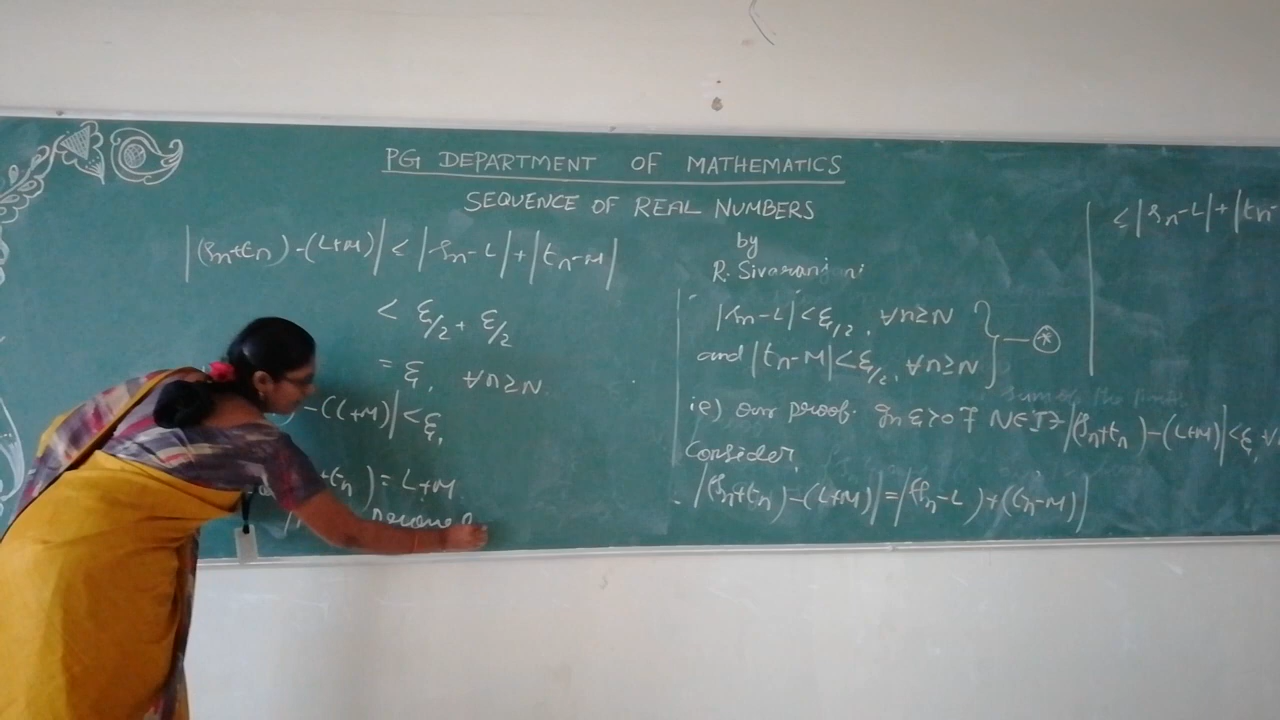 PG DEPARTMENT OF MATHEMATICS
SEQUENCE OF REAL NUMBERS
by
R. Sivaranjani
|(Sn+tn)-(L+M)| < |Sn-L|+|tn-M|
< ε/2 + ε/2
= ε, ∀n≥N.
-(L+M)|<ε,
+tn)=L+M.
|Sn-L|<ε/2, ∀n≥N
and |tn-M|<ε/2, ∀n≥N } — (*)
ie) our proof. Gn ε>0 ∃ N∈I ∋ |(Sn+tn)-(L+M)|<ε, ∀
Consider,
|(Sn+tn)-(L+M)|=|(Sn-L)+(tn-M)|
≤|Sn-L|+|tn-